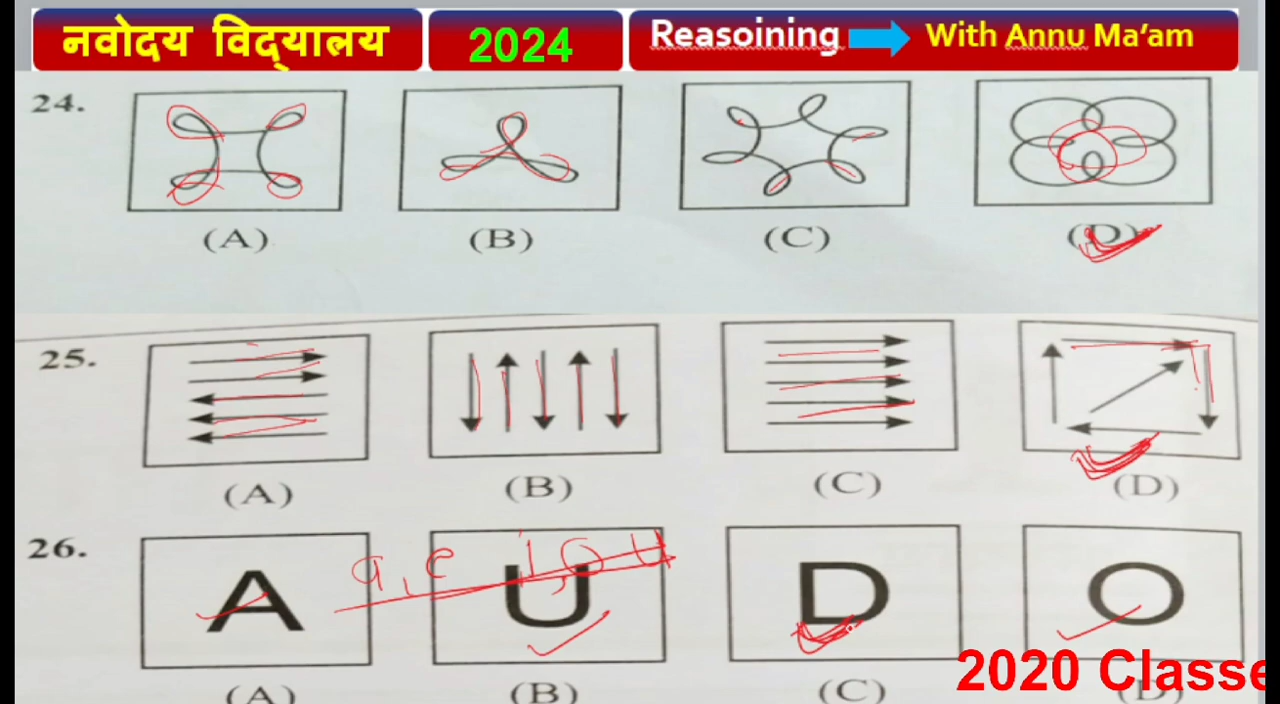 नवोदय विद्यालय 2024 Reasoining With Annu Ma'am
24.
(A) (B) (C) (D)
25.
(A) (B) (C) (D)
a, e i, o u
26. A U D O
2020 Classe
(A) (B) (C) (D)